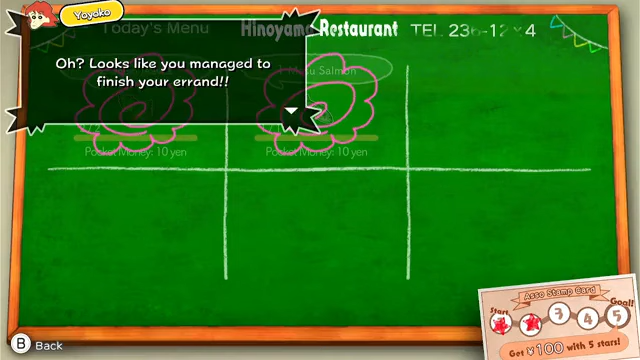 Yoyoko
Oh? Looks like you managed to
finish your errand!!
Today's Menu
Hinoyama Restaurant
TEL
Salmon
Pocket Money: 10 yen
Pocket Money: 10 yen
Asso Stamp Card
Start
Goal!
3
4
5
Get ¥100 with 5 stars!
B Back